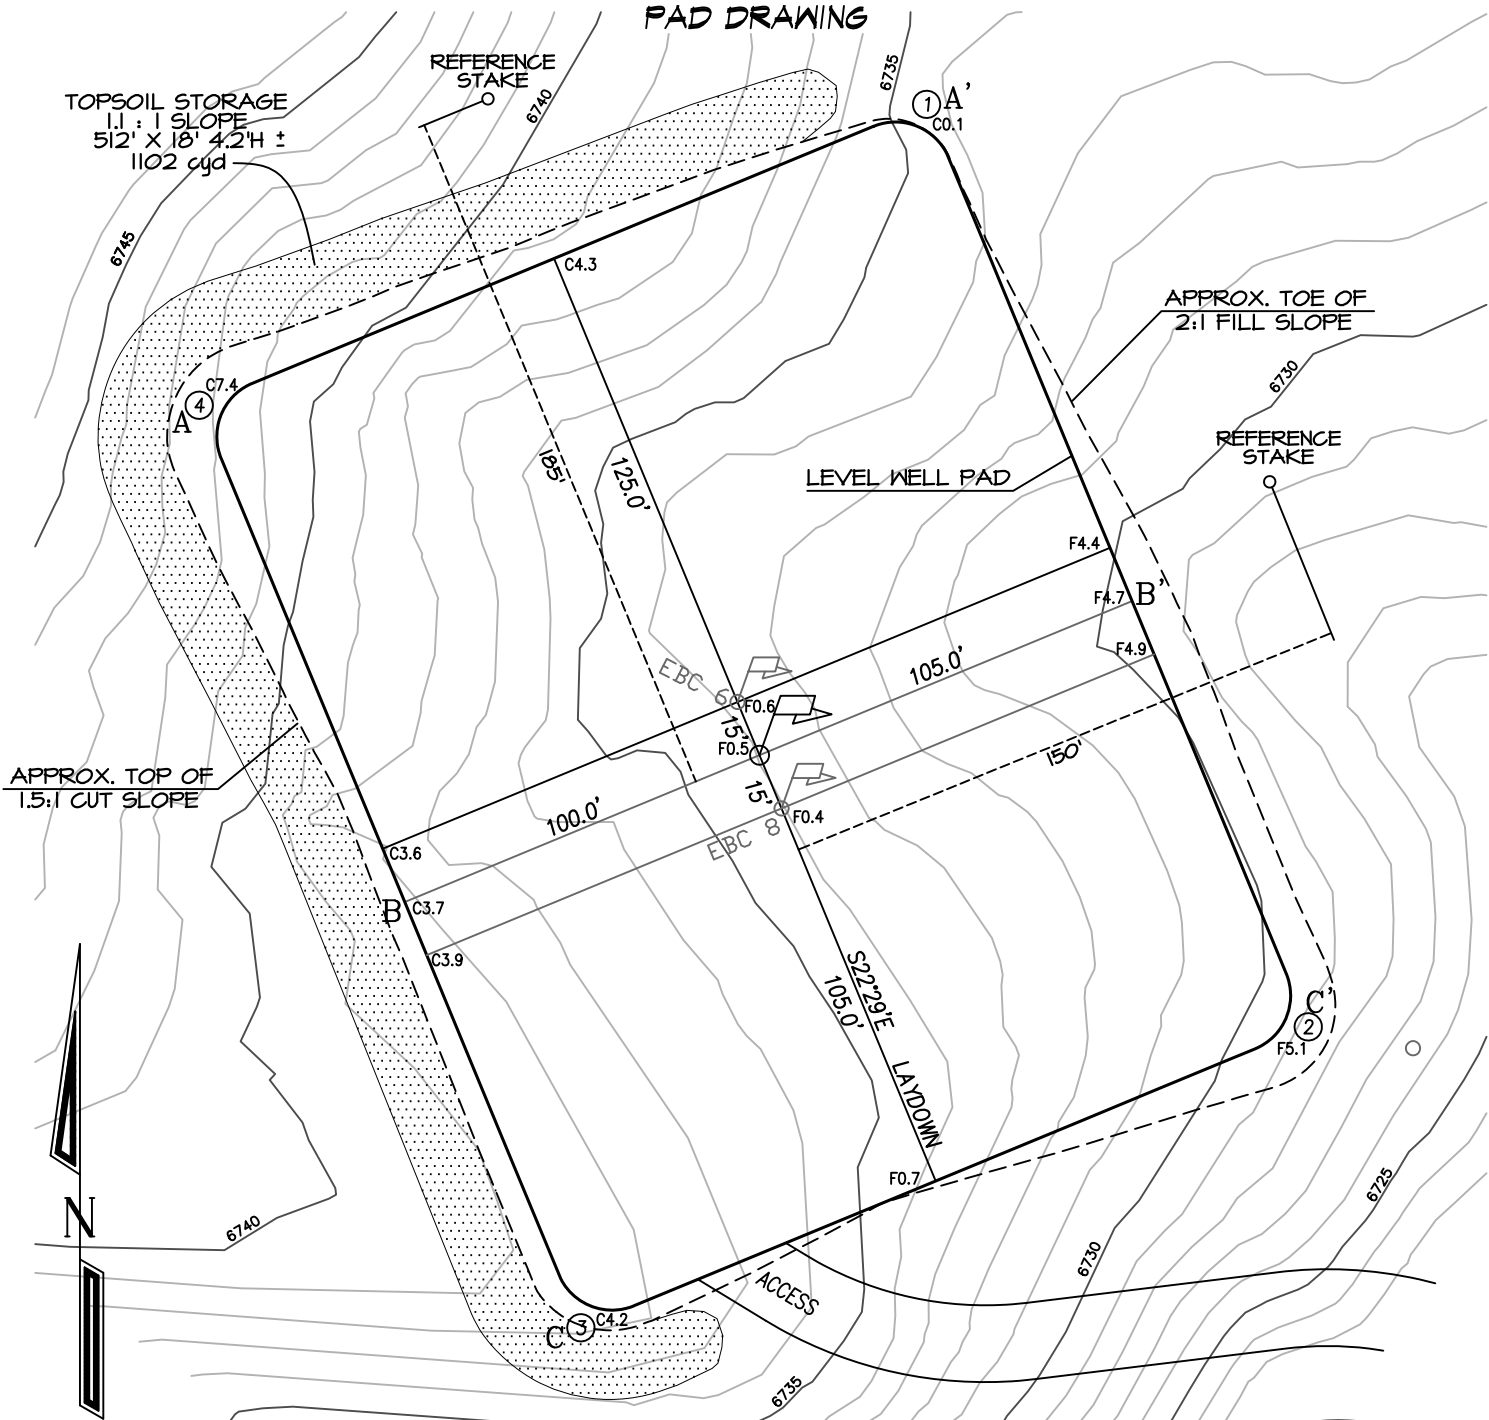 PAD DRAWING
REFERENCE
STAKE
TOPSOIL STORAGE
1.1 : 1 SLOPE
512' X 18' 4.2'H ±
1102 cyd
6740
6735
1
A'
C0.1
6745
C4.3
APPROX. TOE OF
2:1 FILL SLOPE
6730
C7.4
4
A
REFERENCE
STAKE
185'
125.0'
LEVEL WELL PAD
F4.4
F4.7
B'
F4.9
105.0'
EBC 6
F0.6
15'
F0.5
150'
APPROX. TOP OF
1.5:1 CUT SLOPE
15'
100.0'
F0.4
EBC 8
C3.6
B
C3.7
C3.9
S22°29'E
105.0'
C'
2
F5.1
LAYDOWN
F0.7
6725
N
6740
6730
ACCESS
C
3
C4.2
6735